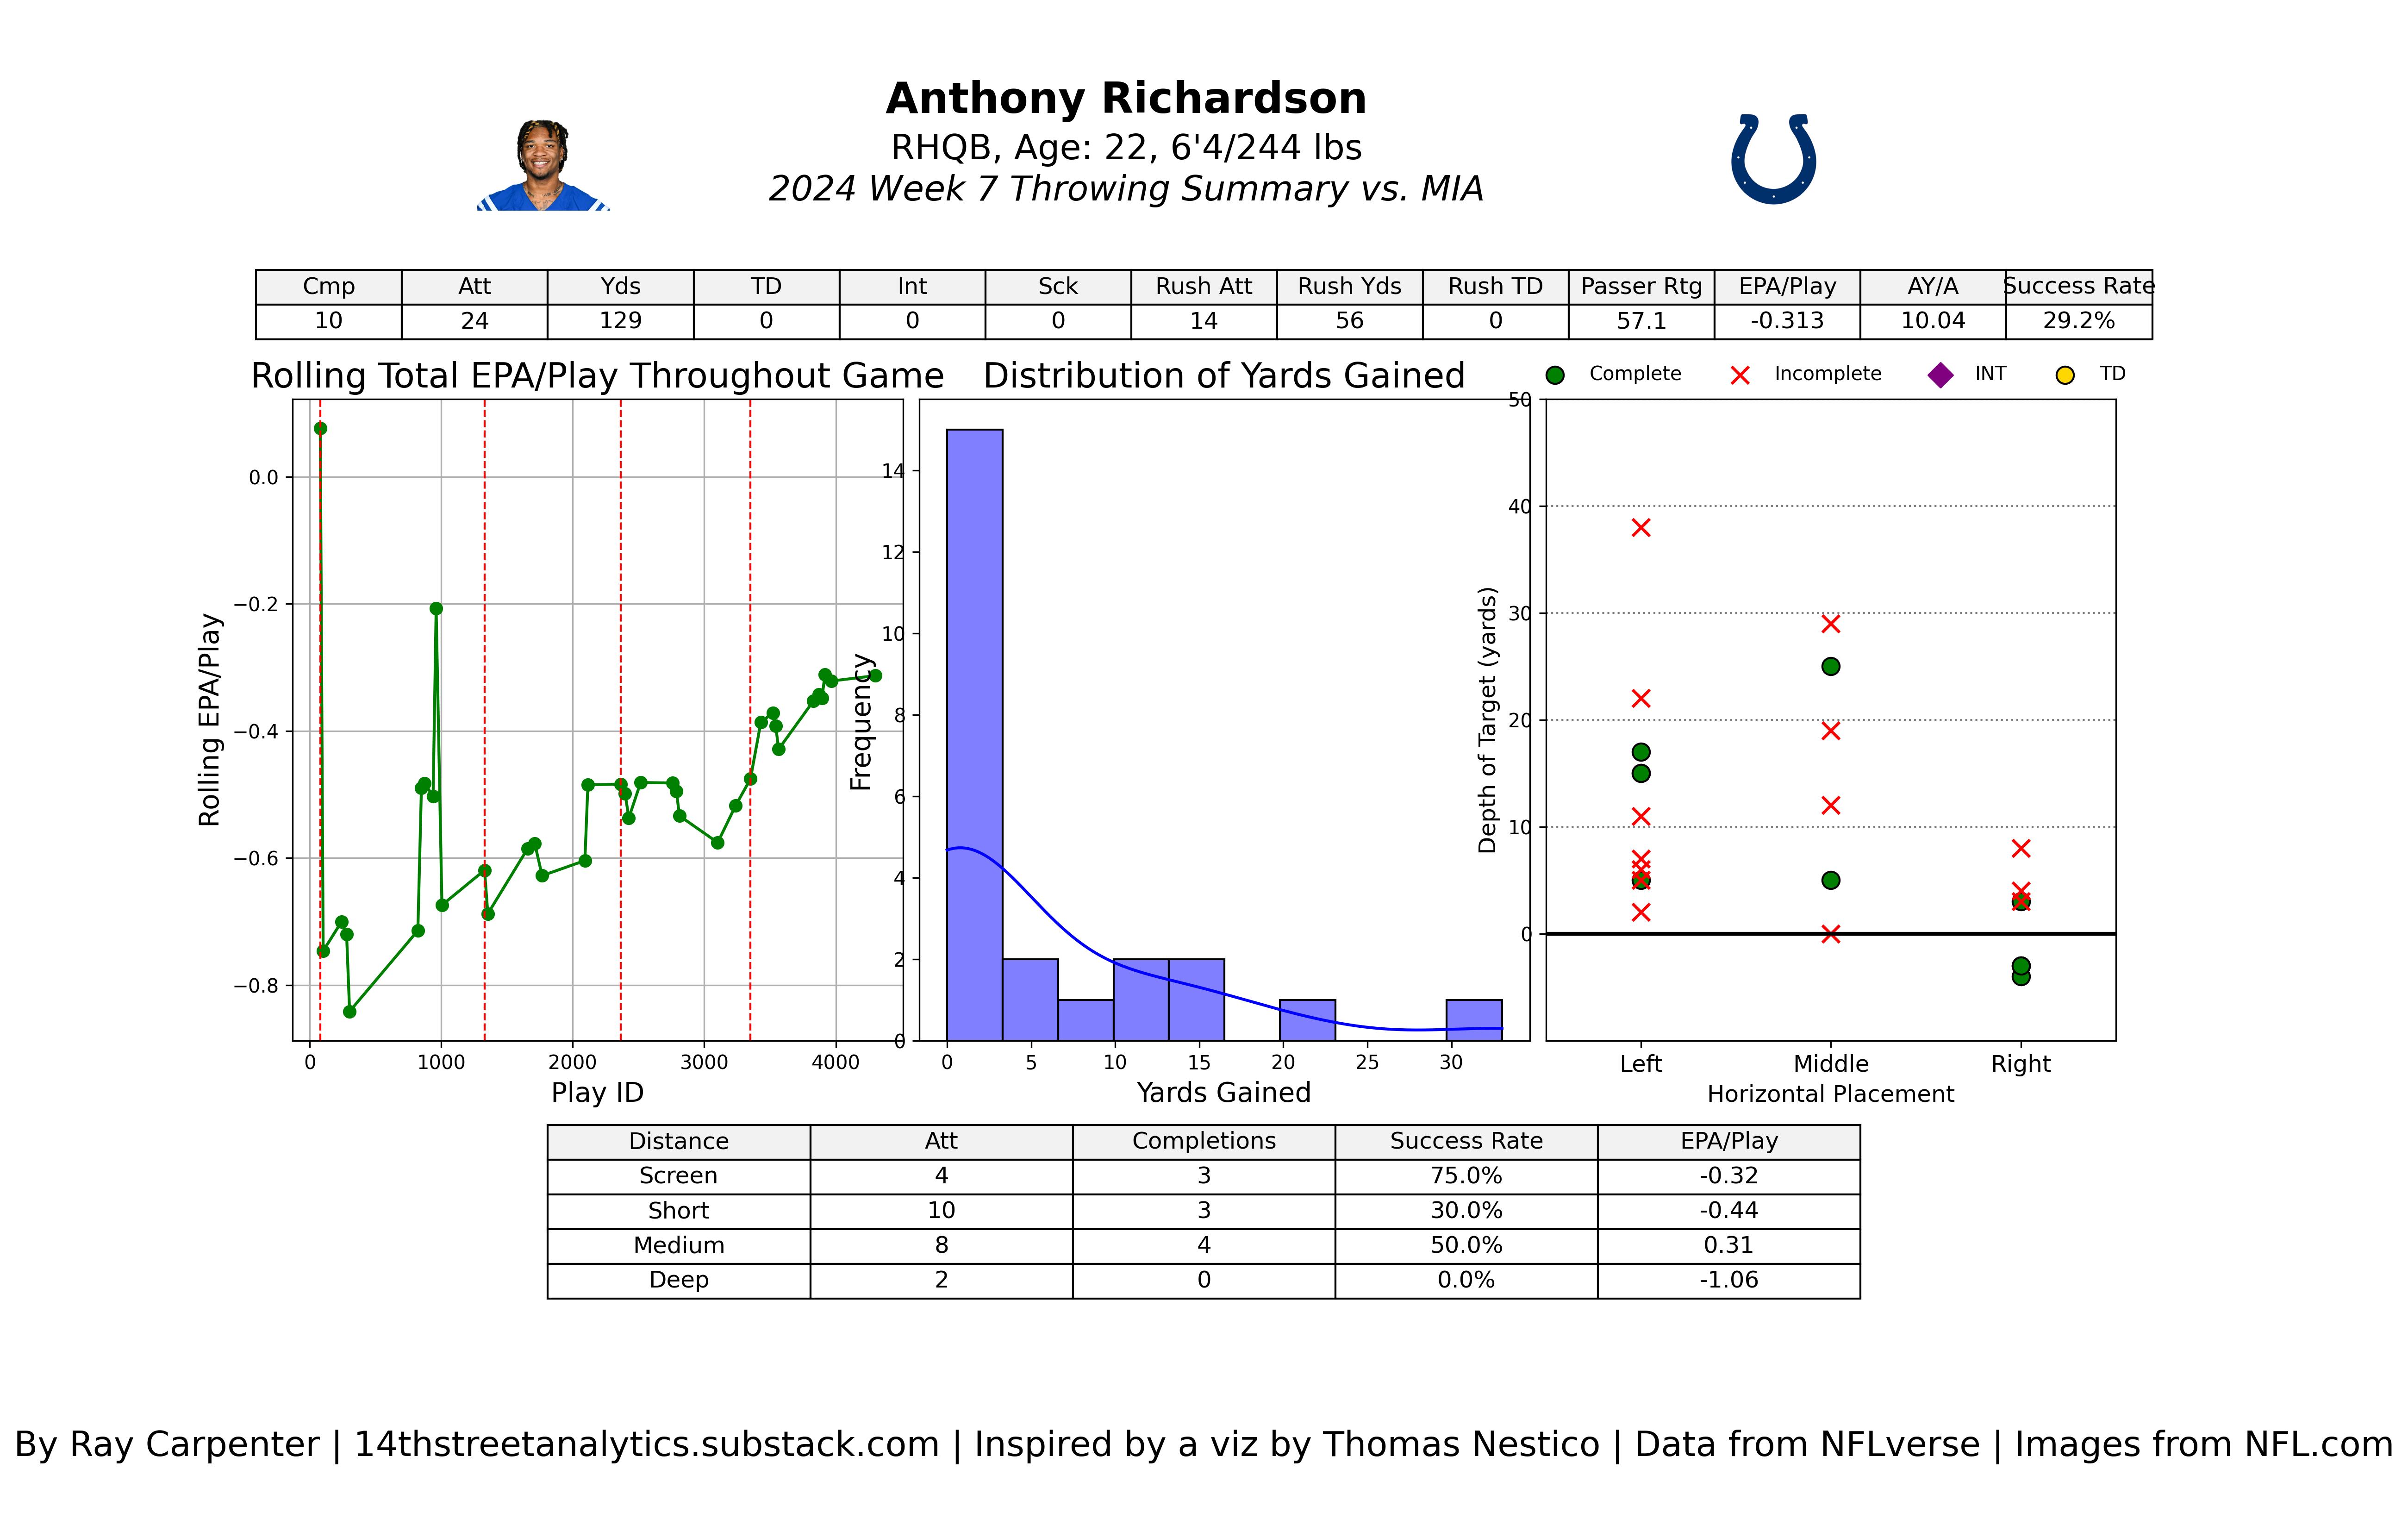 Anthony Richardson
RHQB, Age: 22, 6'4/244 lbs
2024 Week 7 Throwing Summary vs. MIA
Cmp Att Yds TD Int Sck Rush Att Rush Yds Rush TD Passer Rtg EPA/Play AY/A Success Rate
10 24 129 0 0 0 14 56 0 57.1 -0.313 10.04 29.2%
Rolling Total EPA/Play Throughout Game
Rolling EPA/Play
0.0
−0.2
−0.4
−0.6
−0.8
0 1000 2000 3000 4000
Play ID
Distribution of Yards Gained
Frequency
14
12
10
8
6
4
2
0
0 5 10 15 20 25 30
Yards Gained
Complete Incomplete INT TD
Depth of Target (yards)
50
40
30
20
10
0
Left Middle Right
Horizontal Placement
Distance Att Completions Success Rate EPA/Play
Screen 4 3 75.0% -0.32
Short 10 3 30.0% -0.44
Medium 8 4 50.0% 0.31
Deep 2 0 0.0% -1.06
By Ray Carpenter | 14thstreetanalytics.substack.com | Inspired by a viz by Thomas Nestico | Data from NFLverse | Images from NFL.com